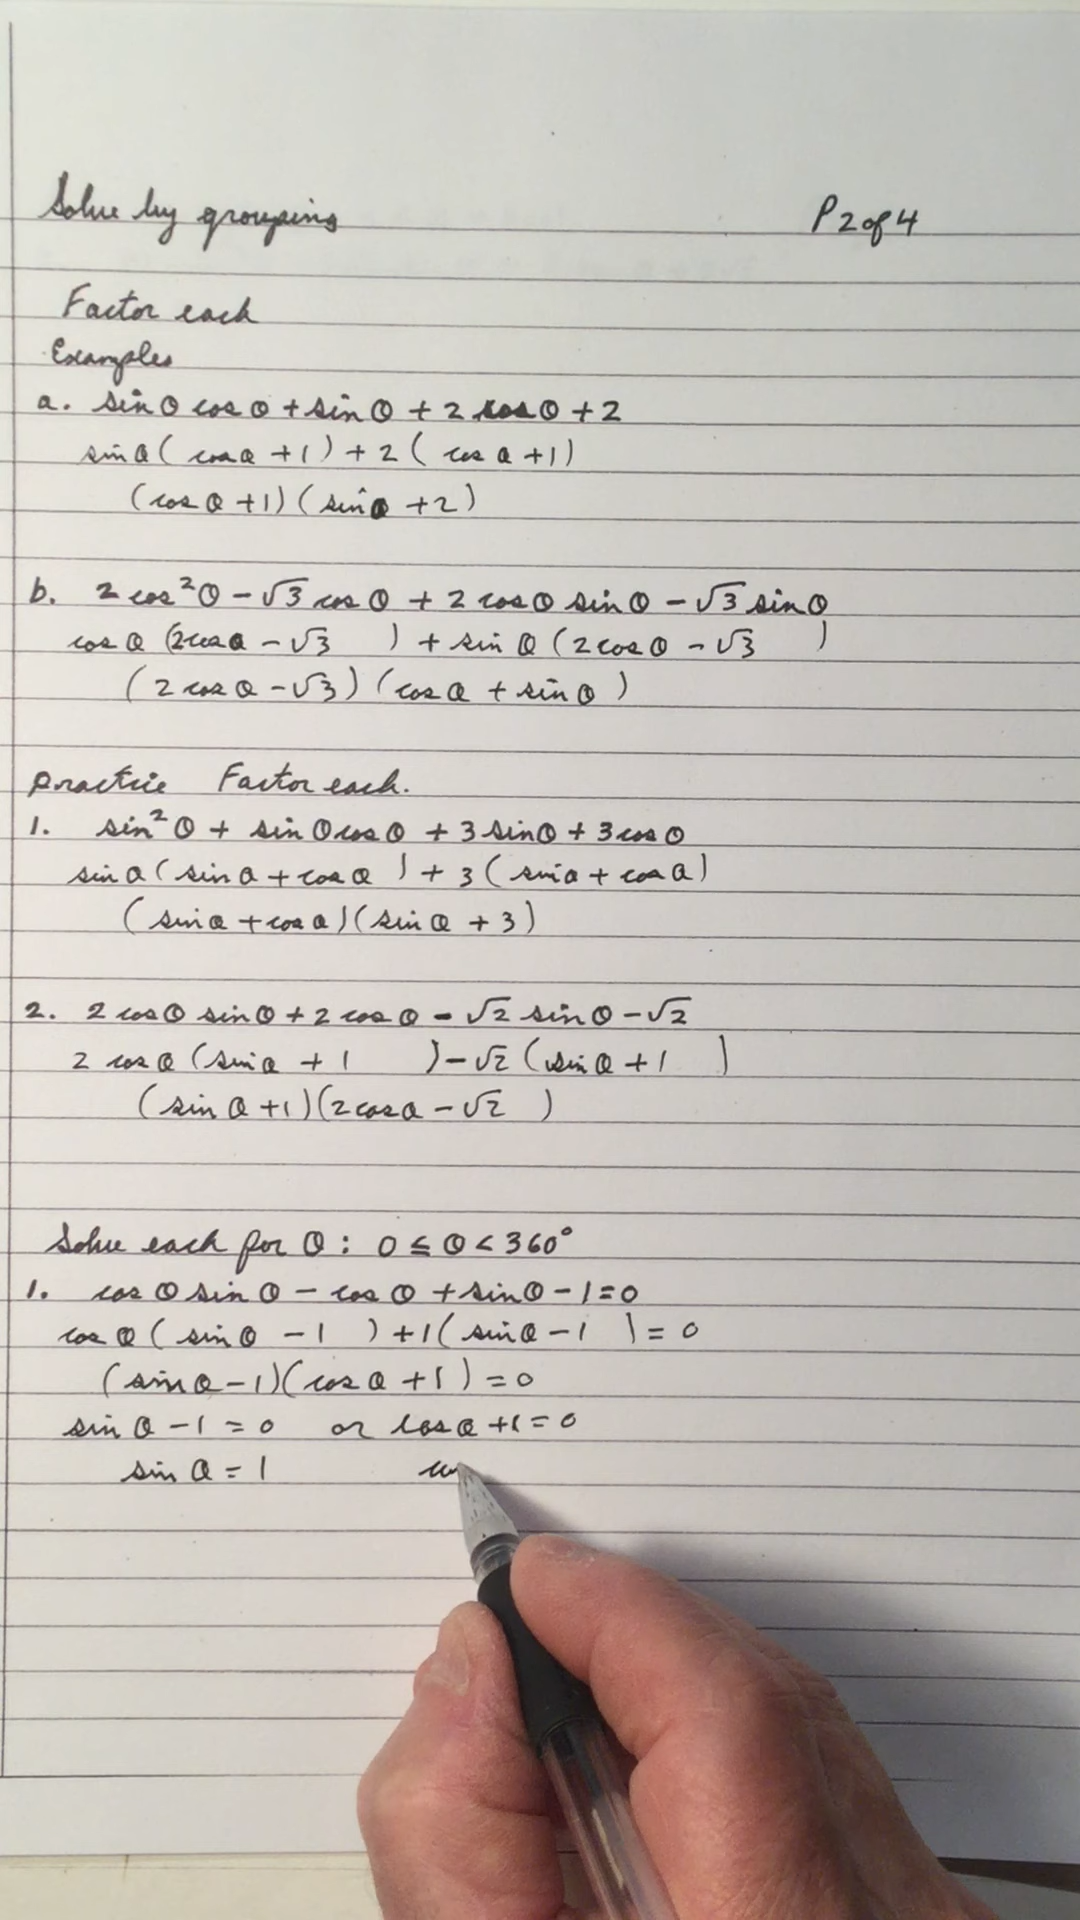 Solve by grouping P 2 of 4
Factor each
Examples
a. sin θ cos θ + sin θ + 2 cos θ + 2
sin θ ( cos θ + 1 ) + 2 ( cos θ + 1 )
( cos θ + 1 ) ( sin θ + 2 )
b. 2 cos² θ - √3 cos θ + 2 cos θ sin θ - √3 sin θ
cos θ ( 2 cos θ - √3 ) + sin θ ( 2 cos θ - √3 )
( 2 cos θ - √3 ) ( cos θ + sin θ )
Practice Factor each.
1. sin² θ + sin θ cos θ + 3 sin θ + 3 cos θ
sin θ ( sin θ + cos θ ) + 3 ( sin θ + cos θ )
( sin θ + cos θ ) ( sin θ + 3 )
2. 2 cos θ sin θ + 2 cos θ - √2 sin θ - √2
2 cos θ ( sin θ + 1 ) - √2 ( sin θ + 1 )
( sin θ + 1 ) ( 2 cos θ - √2 )
Solve each for θ : 0 ≤ θ < 360°
1. cos θ sin θ - cos θ + sin θ - 1 = 0
cos θ ( sin θ - 1 ) + 1 ( sin θ - 1 ) = 0
( sin θ - 1 ) ( cos θ + 1 ) = 0
sin θ - 1 = 0 or cos θ + 1 = 0
sin θ = 1